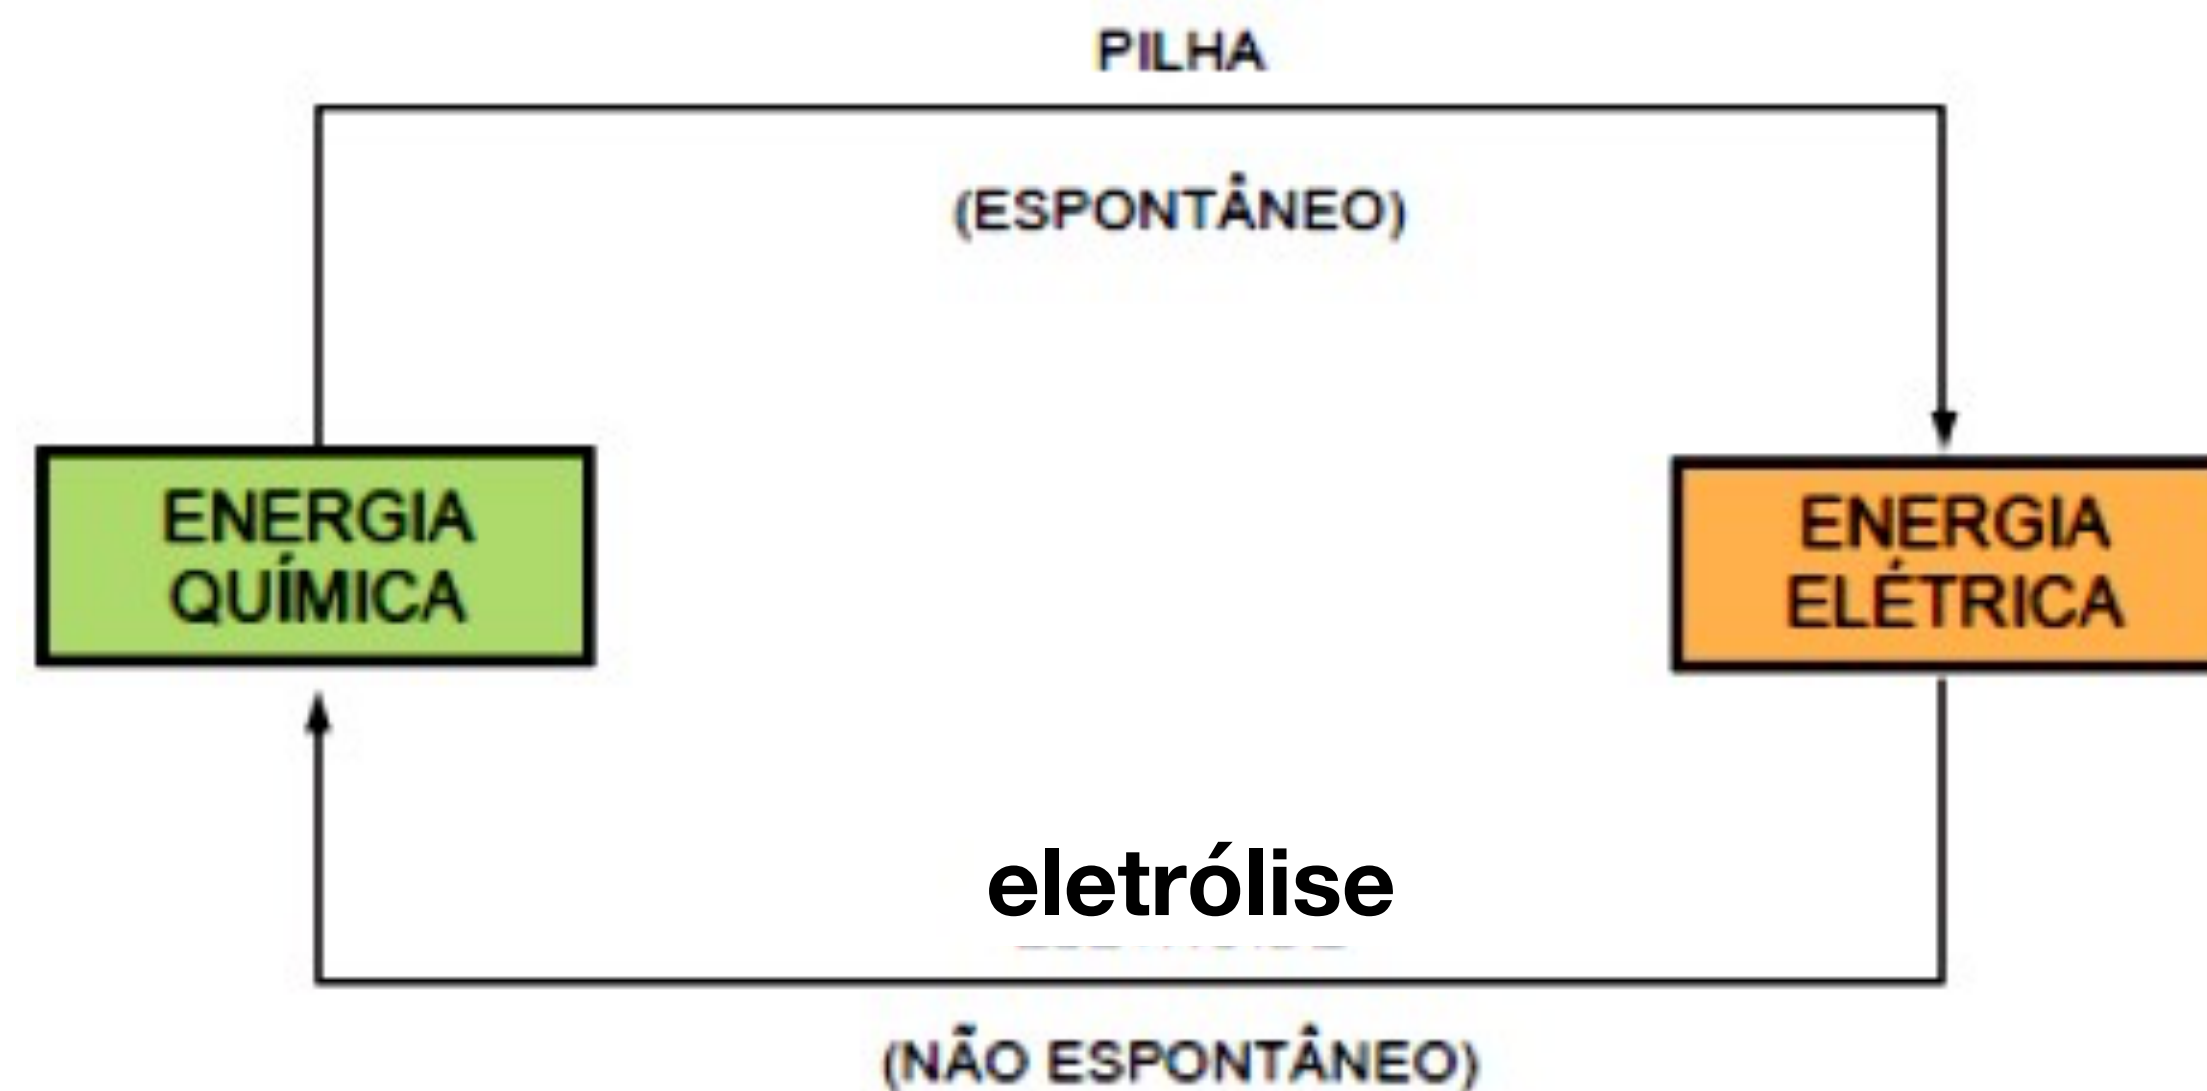 PILHA
(ESPONTÂNEO)
ENERGIA
QUÍMICA
ENERGIA
ELÉTRICA
eletrólise
(NÃO ESPONTÂNEO)